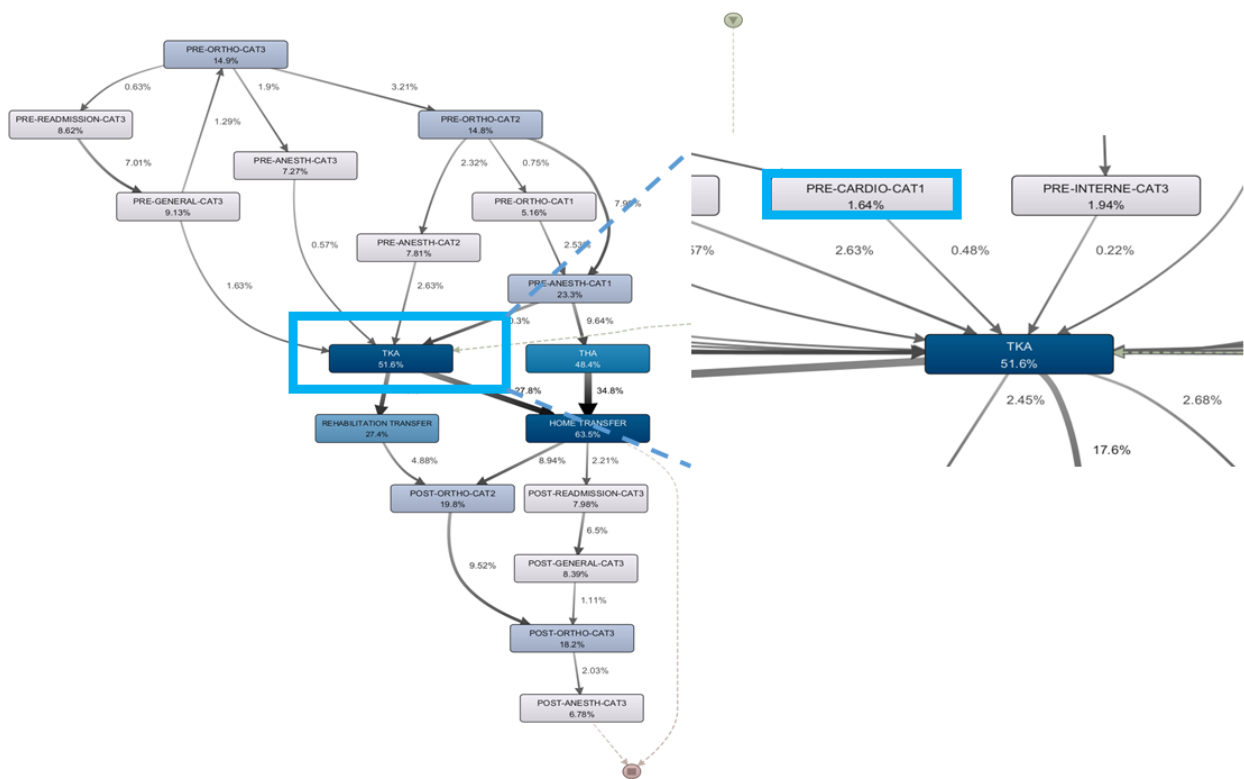 PRE-ORTHO-CAT3
14.9%
0.63%
1.9%
3.21%
PRE-READMISSION-CAT3
8.62%
1.29%
PRE-ORTHO-CAT2
14.8%
7.01%
PRE-ANESTH-CAT3
7.27%
2.32%
0.75%
PRE-GENERAL-CAT3
9.13%
PRE-ORTHO-CAT1
5.16%
PRE-ANESTH-CAT2
7.81%
2.53%
0.57%
1.63%
2.63%
PRE-ANESTH-CAT1
23.3%
9.64%
TKA
51.6%
THA
48.4%
27.8%
34.8%
REHABILITATION TRANSFER
27.4%
HOME TRANSFER
63.5%
4.88%
8.94%
2.21%
POST-ORTHO-CAT2
19.8%
POST-READMISSION-CAT3
7.98%
6.5%
9.52%
POST-GENERAL-CAT3
8.39%
1.11%
POST-ORTHO-CAT3
18.2%
2.03%
POST-ANESTH-CAT3
6.78%
PRE-CARDIO-CAT1
1.64%
PRE-INTERNE-CAT3
1.94%
2.63%
0.48%
0.22%
TKA
51.6%
2.45%
2.68%
17.6%